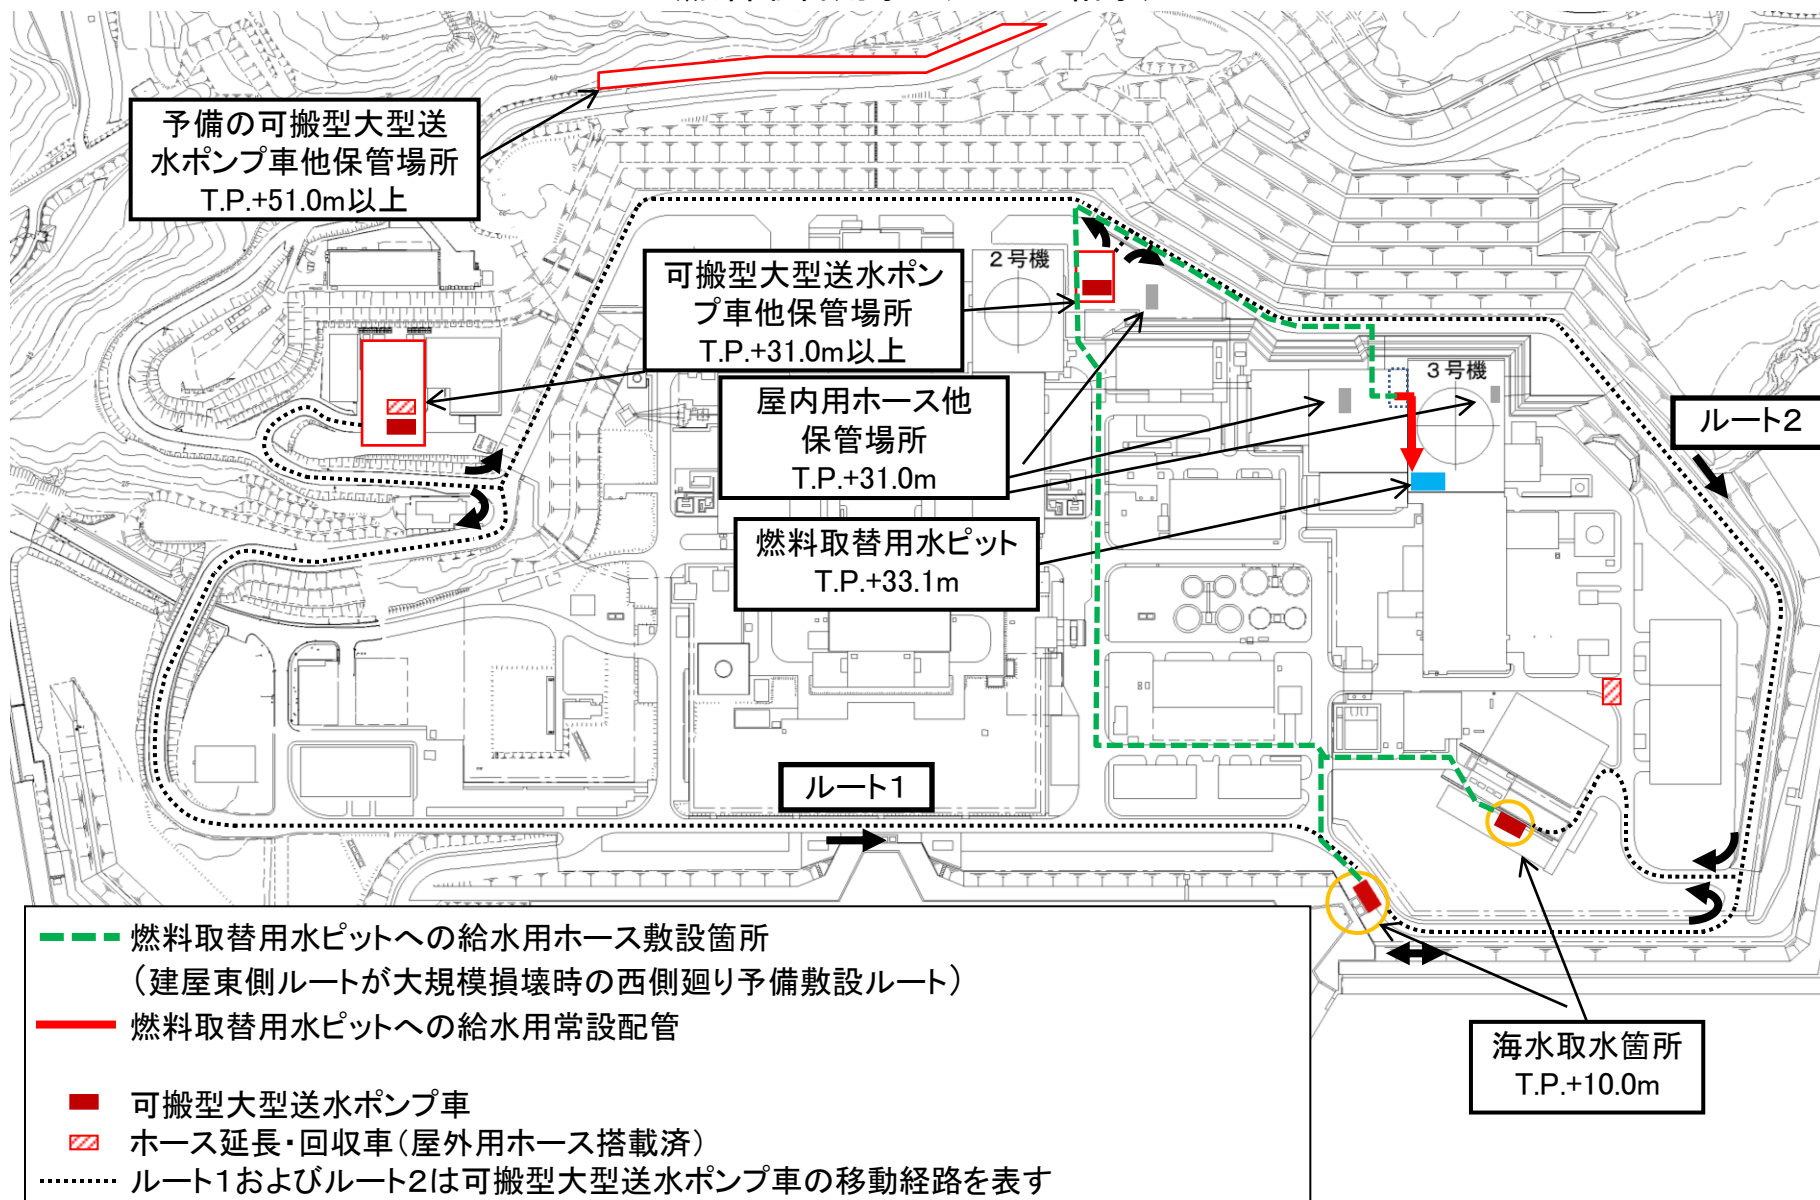 予備の可搬型大型送
水ポンプ車他保管場所
T.P.+51.0m以上
可搬型大型送水ポン
プ車他保管場所
T.P.+31.0m以上
2号機
3号機
屋内用ホース他
保管場所
T.P.+31.0m
ルート2
燃料取替用水ピット
T.P.+33.1m
ルート1
海水取水箇所
T.P.+10.0m
燃料取替用水ピットへの給水用ホース敷設箇所
(建屋東側ルートが大規模損壊時の西側廻り予備敷設ルート)
燃料取替用水ピットへの給水用常設配管
可搬型大型送水ポンプ車
ホース延長・回収車(屋外用ホース搭載済)
ルート1およびルート2は可搬型大型送水ポンプ車の移動経路を表す